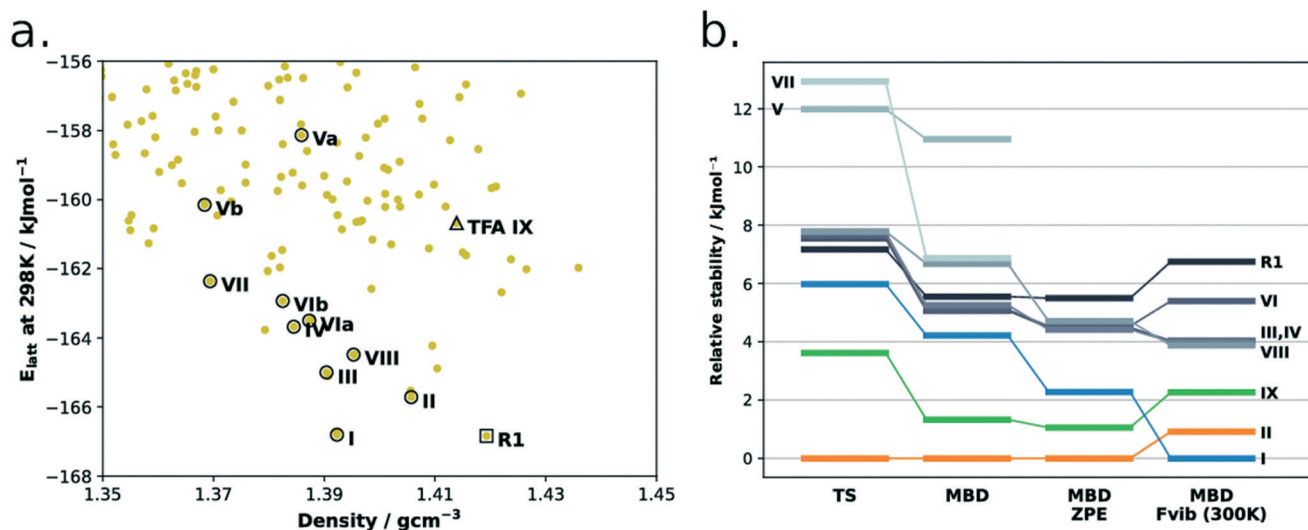 a.
−156
−158
−160
−162
−164
−166
−168
E_latt at 298K / kJmol⁻¹
Va
Vb
TFA IX
VII
VIb
VIa
IV
VIII
III
II
I
R1
1.35
1.37
1.39
1.41
1.43
1.45
Density / gcm⁻³
b.
Relative stability / kJmol⁻¹
12
10
8
6
4
2
0
VII
V
R1
VI
III,IV
VIII
IX
II
I
TS
MBD
MBD
ZPE
MBD
Fvib (300K)